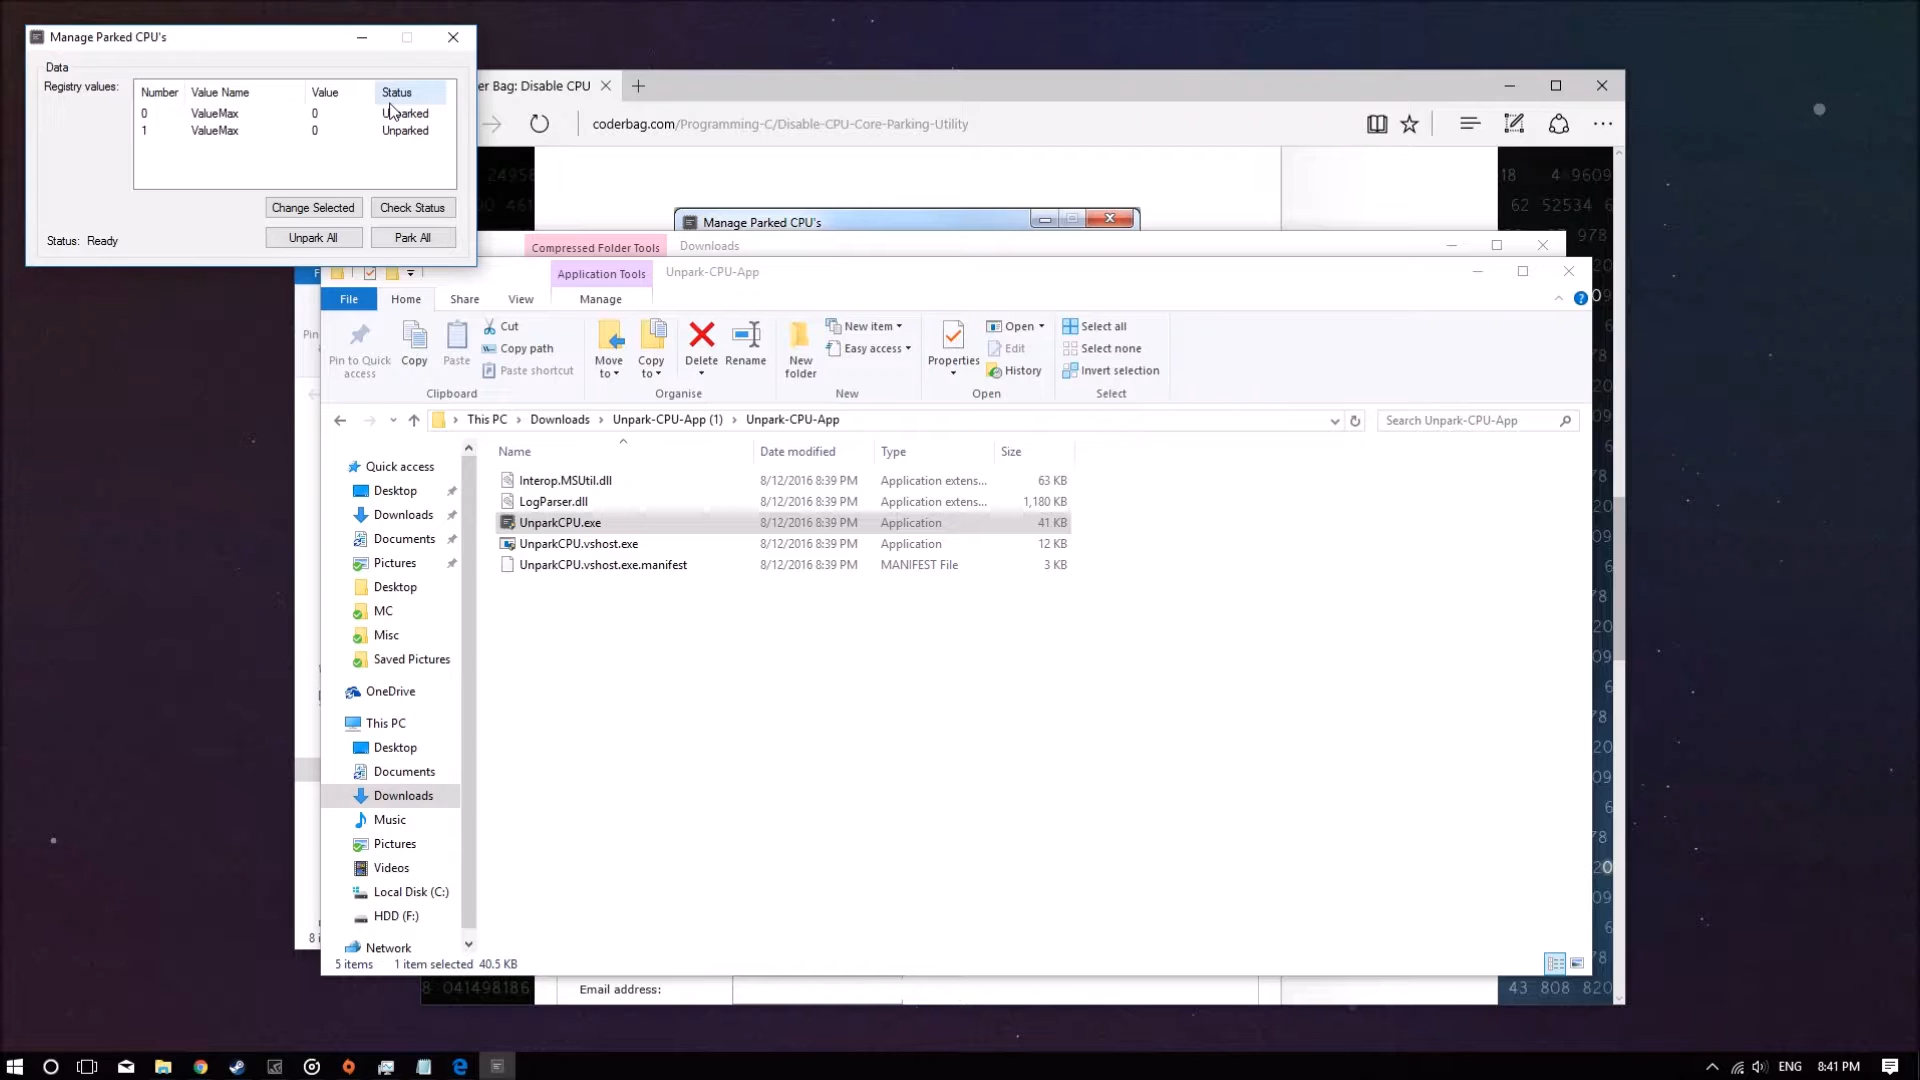 Manage Parked CPU's
Data
Registry values:
Number Value Name Value Status
0 ValueMax 0 Unparked
1 ValueMax 0 Unparked
Change Selected Check Status
Status: Ready Unpark All Park All
er Bag: Disable CPU
coderbag.com/Programming-C/Disable-CPU-Core-Parking-Utility
Manage Parked CPU's
Compressed Folder Tools Downloads
Application Tools Unpark-CPU-App
File Home Share View Manage
Pin to Quick access
Copy
Paste
Cut
Copy path
Paste shortcut
Move to
Copy to
Delete
Rename
New folder
New item
Easy access
Properties
Open
Edit
History
Select all
Select none
Invert selection
Clipboard Organise New Open Select
This PC Downloads Unpark-CPU-App (1) Unpark-CPU-App
Search Unpark-CPU-App
Name Date modified Type Size
Interop.MSUtil.dll 8/12/2016 8:39 PM Application extens... 63 KB
LogParser.dll 8/12/2016 8:39 PM Application extens... 1,180 KB
UnparkCPU.exe 8/12/2016 8:39 PM Application 41 KB
UnparkCPU.vshost.exe 8/12/2016 8:39 PM Application 12 KB
UnparkCPU.vshost.exe.manifest 8/12/2016 8:39 PM MANIFEST File 3 KB
Quick access
Desktop
Downloads
Documents
Pictures
Desktop
MC
Misc
Saved Pictures
OneDrive
This PC
Desktop
Documents
Downloads
Music
Pictures
Videos
Local Disk (C:)
HDD (F:)
Network
5 items 1 item selected 40.5 KB
041498186
Email address:
43 808 820
ENG 8:41 PM